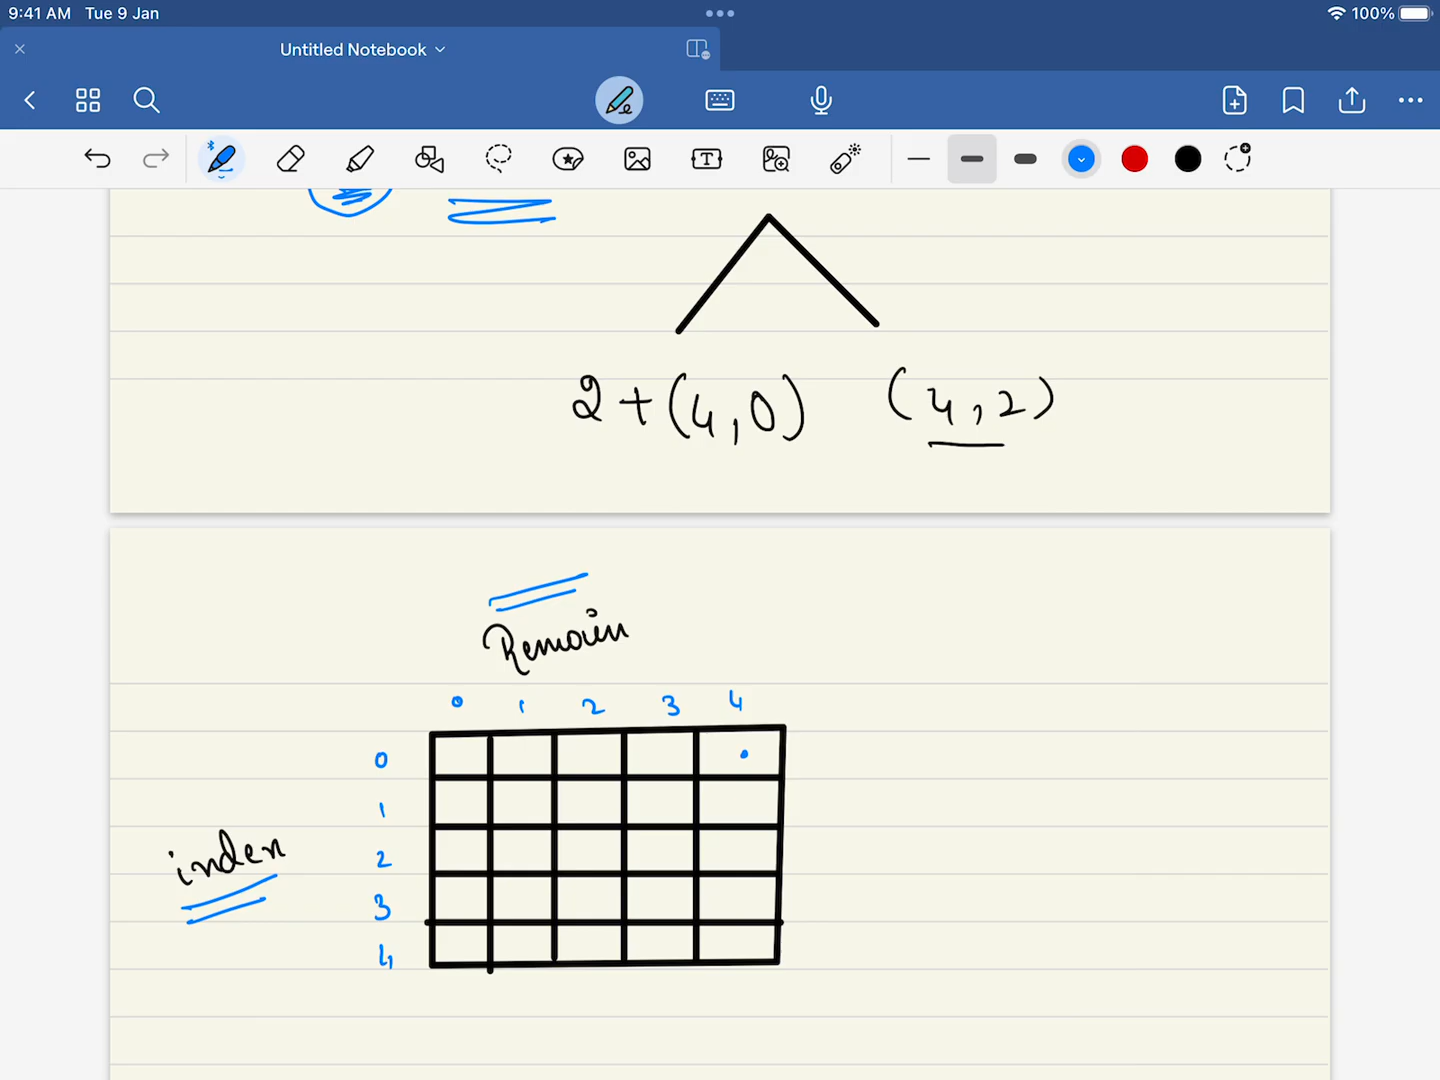 9:41 AM Tue 9 Jan
100%
Untitled Notebook
2 + (4,0) (4,2)
Remain
0 1 2 3 4
0
1
index
2
3
4